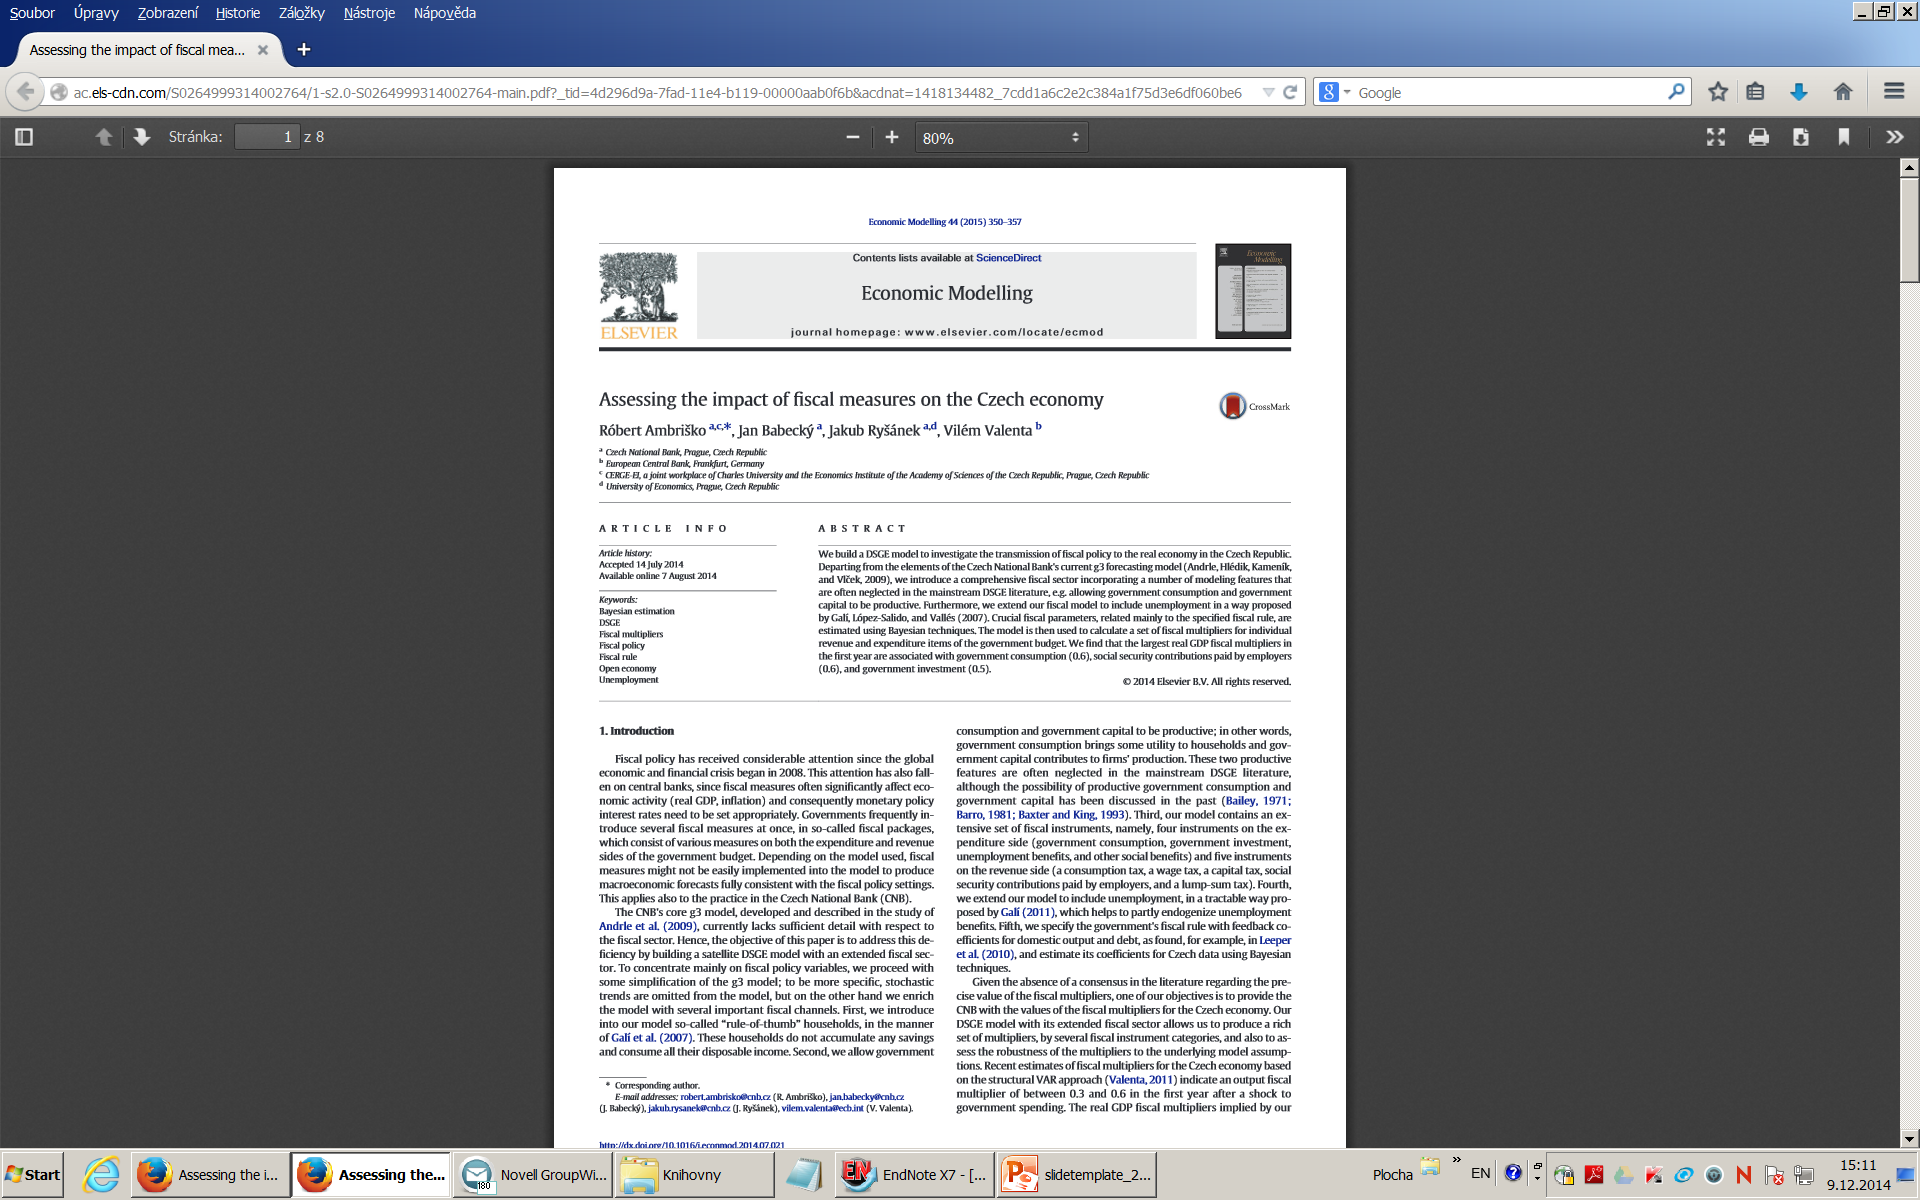 Soubor Úpravy Zobrazení Historie Záložky Nástroje Nápověda
Assessing the impact of fiscal mea...
ac.els-cdn.com/S0264999314002764/1-s2.0-S0264999314002764-main.pdf?_tid=4d296d9a-7fad-11e4-b119-00000aab0f6b&acdnat=1418134482_7cdd1a6c2e2c384a1f75d3e6df060be6
Google
Stránka: 1 z 8
80%
Economic Modelling 44 (2015) 350–357
Contents lists available at ScienceDirect
Economic Modelling
journal homepage: www.elsevier.com/locate/ecmod
ELSEVIER
Economic
Modelling
Assessing the impact of fiscal measures on the Czech economy
CrossMark
Róbert Ambriško a,c,*, Jan Babecký a, Jakub Ryšánek a,d, Vilém Valenta b
a Czech National Bank, Prague, Czech Republic
b European Central Bank, Frankfurt, Germany
c CERGE-EI, a joint workplace of Charles University and the Economics Institute of the Academy of Sciences of the Czech Republic, Prague, Czech Republic
d University of Economics, Prague, Czech Republic
ARTICLE INFO
Article history:
Accepted 14 July 2014
Available online 7 August 2014
Keywords:
Bayesian estimation
DSGE
Fiscal multipliers
Fiscal policy
Fiscal rule
Open economy
Unemployment
ABSTRACT
We build a DSGE model to investigate the transmission of fiscal policy to the real economy in the Czech Republic.
Departing from the elements of the Czech National Bank's current g3 forecasting model (Andrle, Hlédik, Kameník,
and Vlček, 2009), we introduce a comprehensive fiscal sector incorporating a number of modeling features that
are often neglected in the mainstream DSGE literature, e.g. allowing government consumption and government
capital to be productive. Furthermore, we extend our fiscal model to include unemployment in a way proposed
by Galí, López-Salido, and Vallés (2007). Crucial fiscal parameters, related mainly to the specified fiscal rule, are
estimated using Bayesian techniques. The model is then used to calculate a set of fiscal multipliers for individual
revenue and expenditure items of the government budget. We find that the largest real GDP fiscal multipliers in
the first year are associated with government consumption (0.6), social security contributions paid by employers
(0.6), and government investment (0.5).
© 2014 Elsevier B.V. All rights reserved.
1. Introduction
Fiscal policy has received considerable attention since the global
economic and financial crisis began in 2008. This attention has also fall-
en on central banks, since fiscal measures often significantly affect eco-
nomic activity (real GDP, inflation) and consequently monetary policy
interest rates need to be set appropriately. Governments frequently in-
troduce several fiscal measures at once, in so-called fiscal packages,
which consist of various measures on both the expenditure and revenue
sides of the government budget. Depending on the model used, fiscal
measures might not be easily implemented into the model to produce
macroeconomic forecasts fully consistent with the fiscal policy settings.
This applies also to the practice in the Czech National Bank (CNB).
The CNB's core g3 model, developed and described in the study of
Andrle et al. (2009), currently lacks sufficient detail with respect to
the fiscal sector. Hence, the objective of this paper is to address this de-
ficiency by building a satellite DSGE model with an extended fiscal sec-
tor. To concentrate mainly on fiscal policy variables, we proceed with
some simplification of the g3 model; to be more specific, stochastic
trends are omitted from the model, but on the other hand we enrich
the model with several important fiscal channels. First, we introduce
into our model so-called “rule-of-thumb” households, in the manner
of Galí et al. (2007). These households do not accumulate any savings
and consume all their disposable income. Second, we allow government
* Corresponding author.
E-mail addresses: robert.ambrisko@cnb.cz (R. Ambriško), jan.babecky@cnb.cz
(J. Babecký), jakub.rysanek@cnb.cz (J. Ryšánek), vilem.valenta@ecb.int (V. Valenta).
http://dx.doi.org/10.1016/j.econmod.2014.07.021
consumption and government capital to be productive; in other words,
government consumption brings some utility to households and gov-
ernment capital contributes to firms' production. These two productive
features are often neglected in the mainstream DSGE literature,
although the possibility of productive government consumption and
government capital has been discussed in the past (Bailey, 1971;
Barro, 1981; Baxter and King, 1993). Third, our model contains an ex-
tensive set of fiscal instruments, namely, four instruments on the ex-
penditure side (government consumption, government investment,
unemployment benefits, and other social benefits) and five instruments
on the revenue side (a consumption tax, a wage tax, a capital tax, social
security contributions paid by employers, and a lump-sum tax). Fourth,
we extend our model to include unemployment, in a tractable way pro-
posed by Galí (2011), which helps to partly endogenize unemployment
benefits. Fifth, we specify the government's fiscal rule with feedback co-
efficients for domestic output and debt, as found, for example, in Leeper
et al. (2010), and estimate its coefficients for Czech data using Bayesian
techniques.
Given the absence of a consensus in the literature regarding the pre-
cise value of the fiscal multipliers, one of our objectives is to provide the
CNB with the values of the fiscal multipliers for the Czech economy. Our
DSGE model with its extended fiscal sector allows us to produce a rich
set of multipliers, by several fiscal instrument categories, and also to as-
sess the robustness of the multipliers to the underlying model assump-
tions. Recent estimates of fiscal multipliers for the Czech economy based
on the structural VAR approach (Valenta, 2011) indicate an output fiscal
multiplier of between 0.3 and 0.6 in the first year after a shock to
government spending. The real GDP fiscal multipliers implied by our
Start
Assessing the i...
Assessing the...
180
Novell GroupWi...
Knihovny
EN
EndNote X7 - [...
slidetemplate_2...
Plocha
EN
15:11
9.12.2014